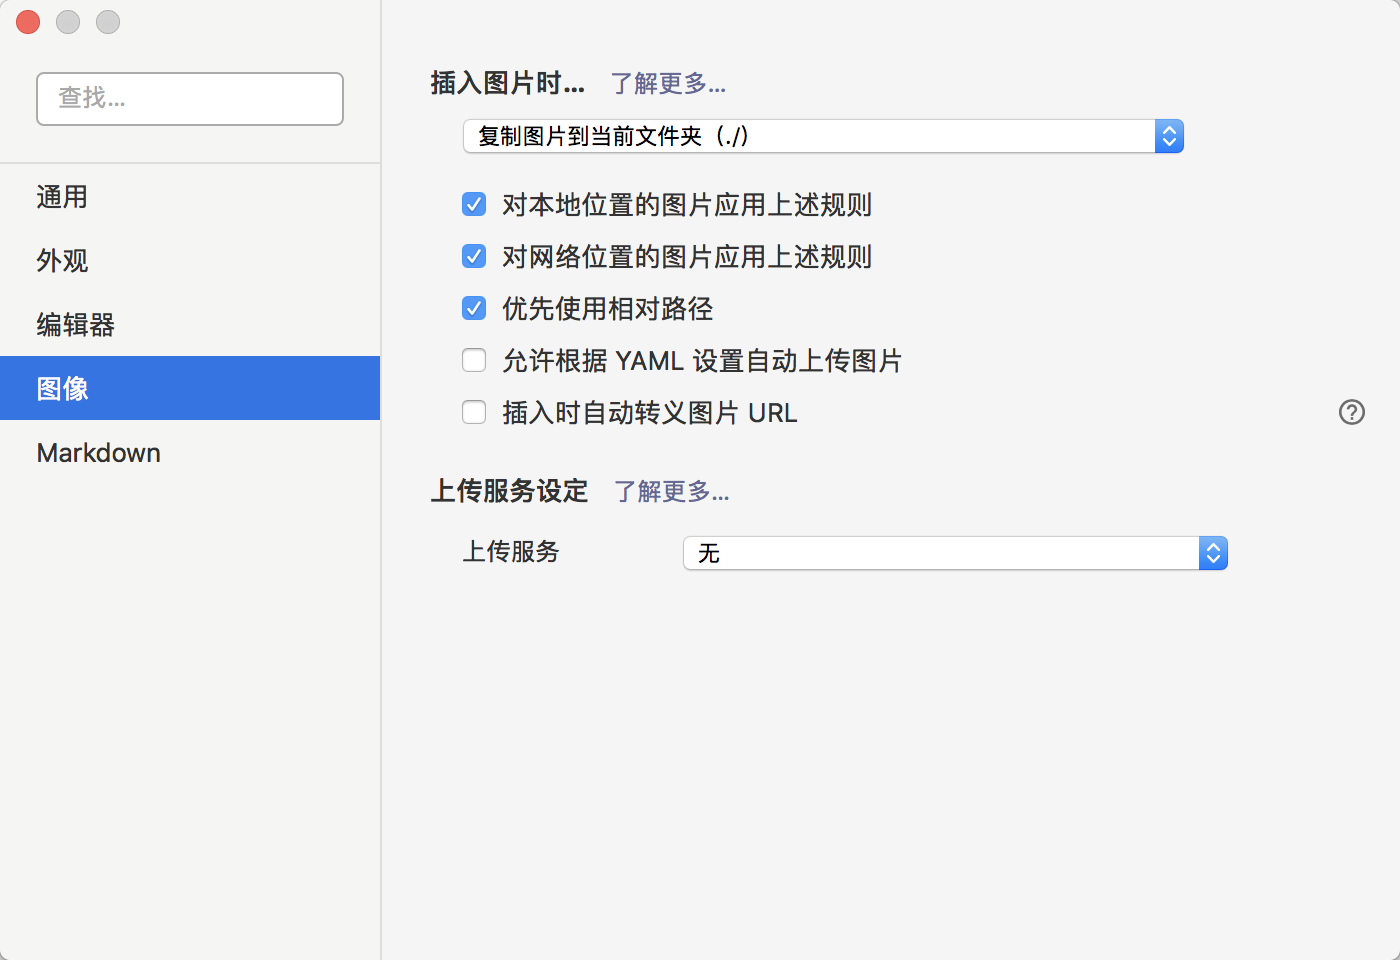 查找...
通用
外观
编辑器
图像
Markdown
插入图片时... 了解更多...
复制图片到当前文件夹（./）
对本地位置的图片应用上述规则
对网络位置的图片应用上述规则
优先使用相对路径
允许根据 YAML 设置自动上传图片
插入时自动转义图片 URL
上传服务设定 了解更多...
上传服务 无